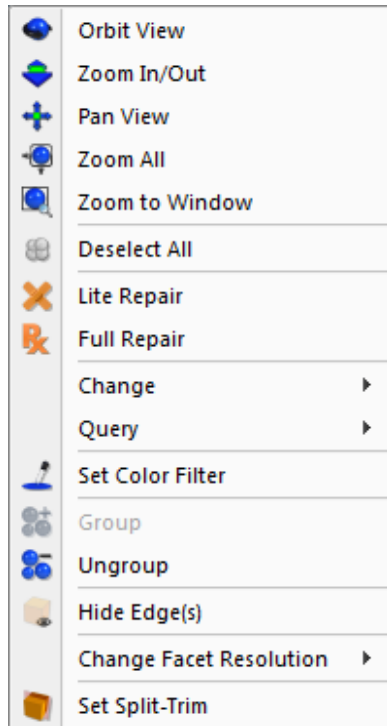 Orbit View
Zoom In/Out
Pan View
Zoom All
Zoom to Window
Deselect All
Lite Repair
Full Repair
Change
Query
Set Color Filter
Group
Ungroup
Hide Edge(s)
Change Facet Resolution
Set Split-Trim